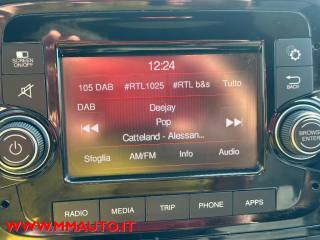 SCREEN ON/OFF
12:24
105 DAB #RTL1025 #RTL b&s Tutto
BACK
DAB Deejay
Pop
Catteland - Alessan...
BROWSE ENTER
Sfoglia AM/FM Info Audio
RADIO MEDIA TRIP PHONE APPS
WWW.MMAUTO.IT